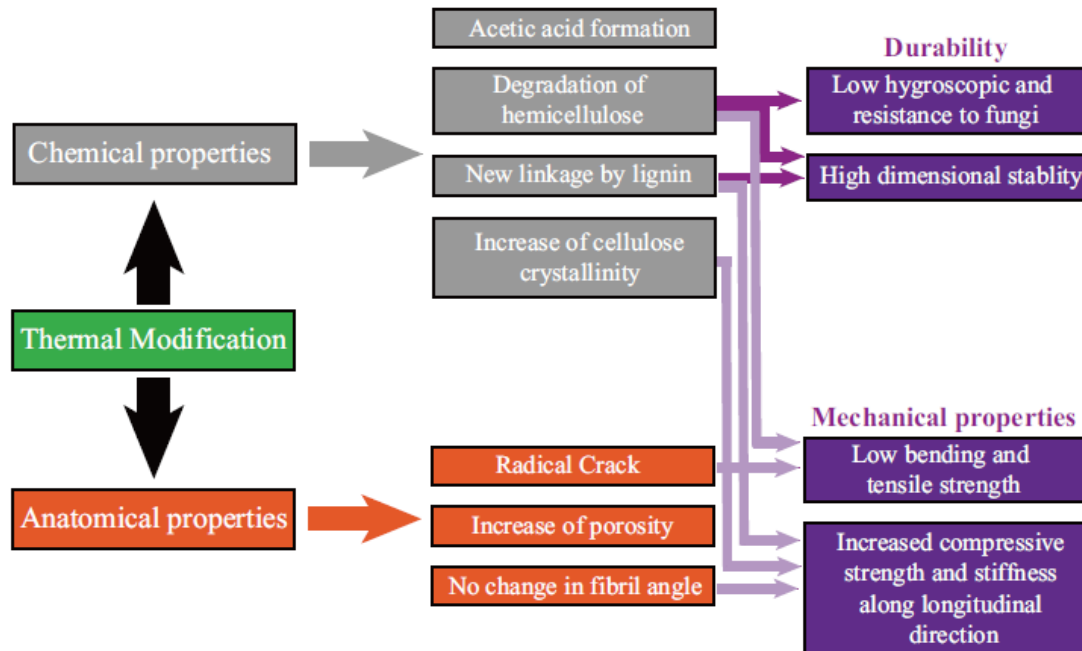 Acetic acid formation
Durability
Degradation of
hemicellulose
Low hygroscopic and
resistance to fungi
Chemical properties
New linkage by lignin
High dimensional stablity
Increase of cellulose
crystallinity
Thermal Modification
Mechanical properties
Radical Crack
Low bending and
tensile strength
Anatomical properties
Increase of porosity
Increased compressive
strength and stiffness
along longitudinal
direction
No change in fibril angle